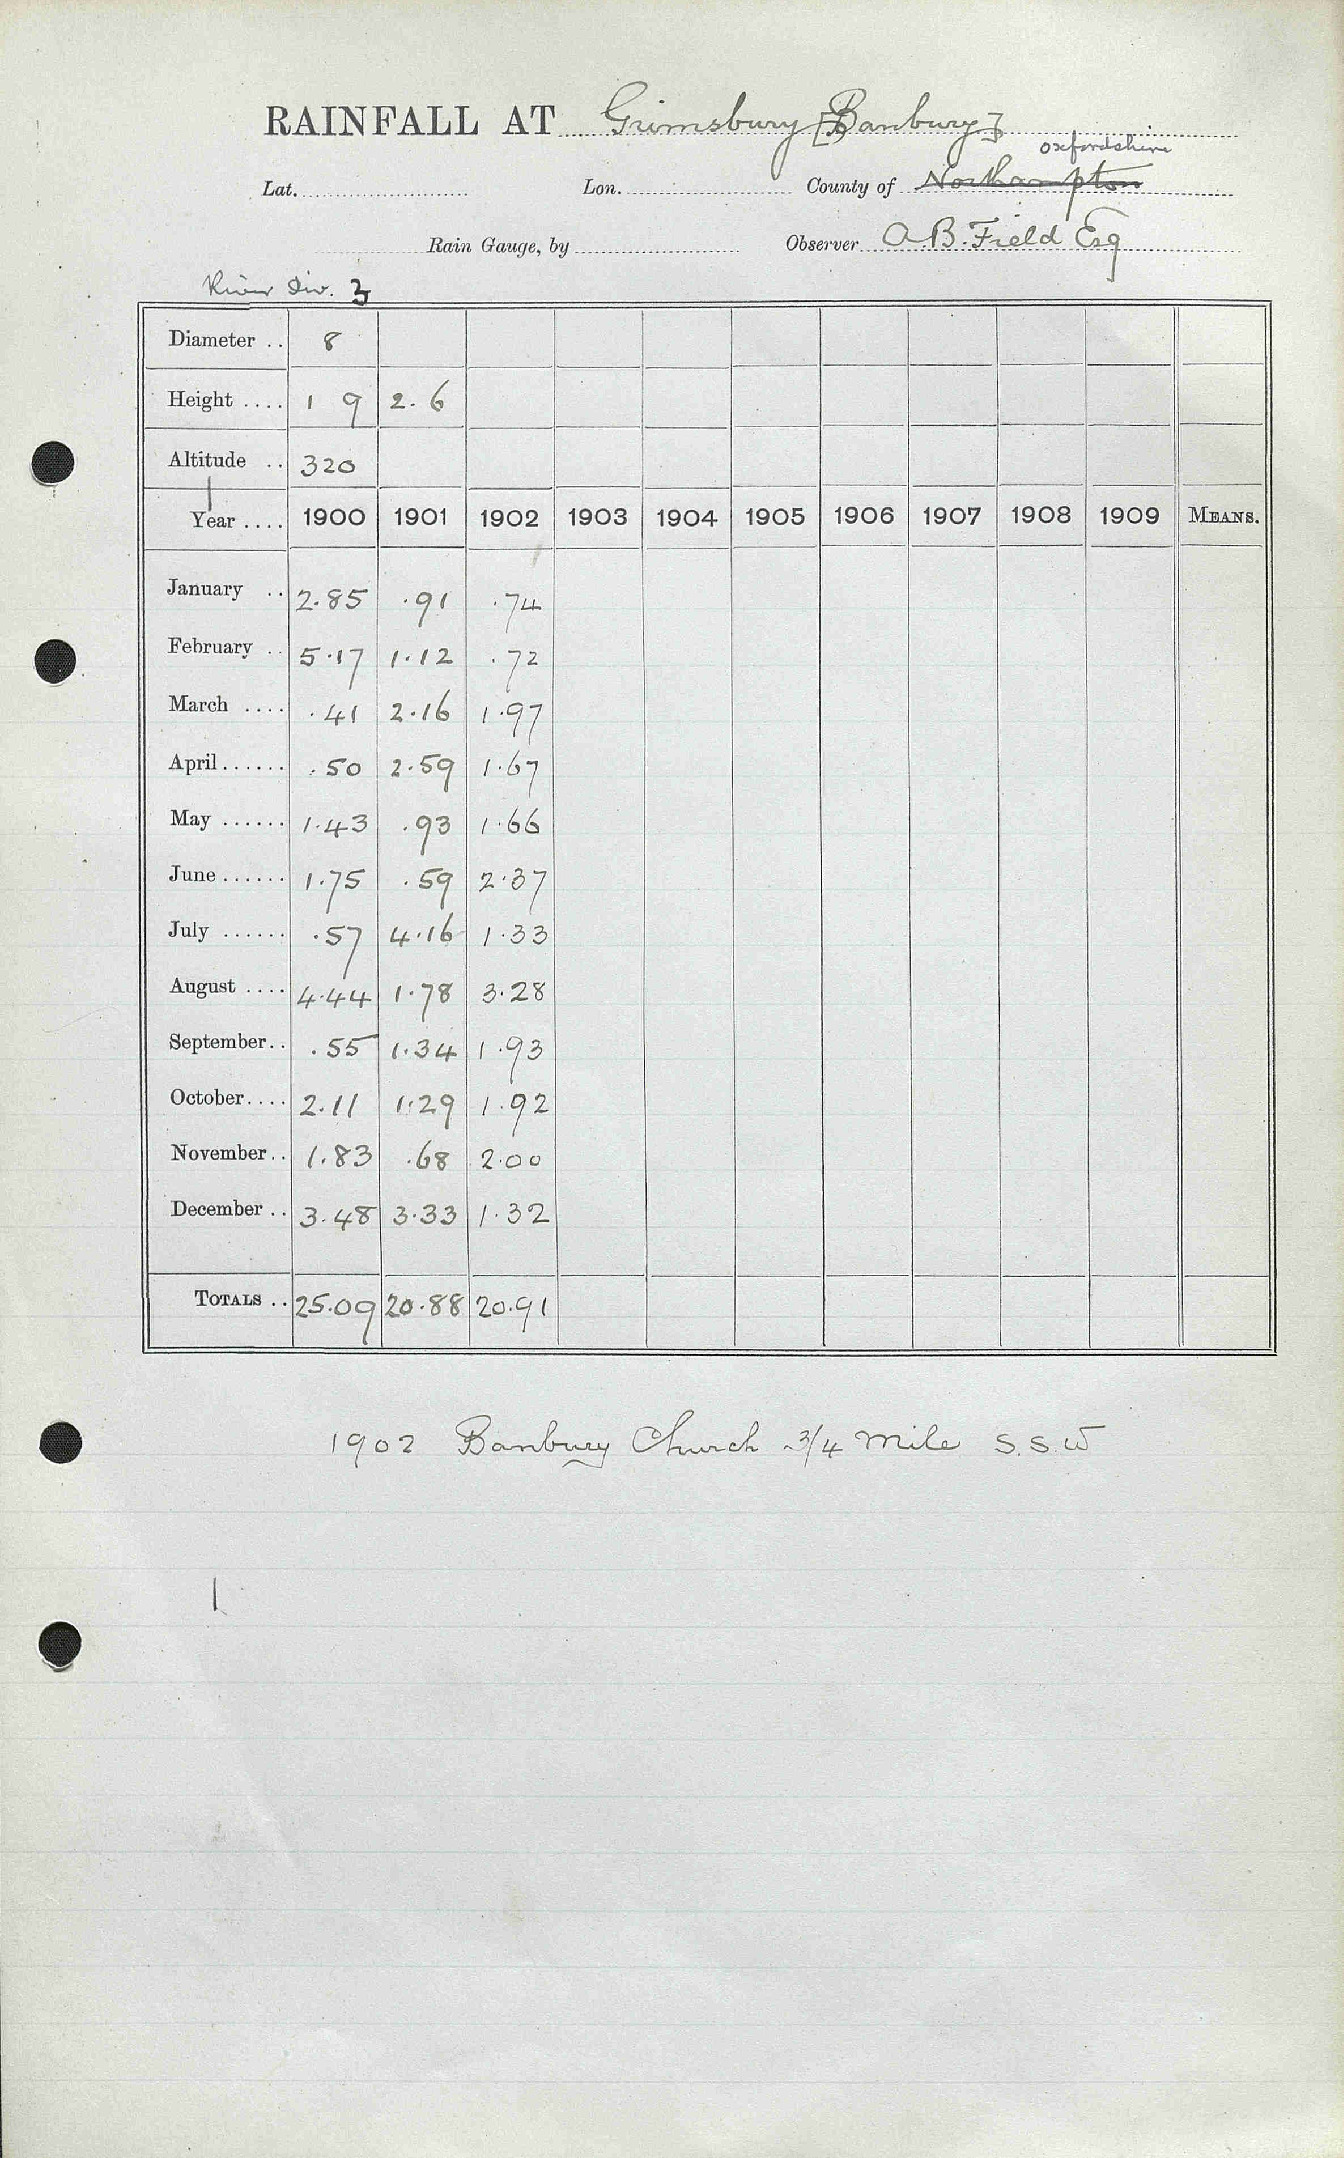 RAINFALL AT Grimsbury [Banbury]
Oxfordshire
Lat. Lon. County of Northampton
Rain Gauge, by Observer A B. Field Esq
River Div. 3
Diameter .. 8
Height .... 1 9 2. 6
Altitude .. 320
Year .... 1900 1901 1902 1903 1904 1905 1906 1907 1908 1909 MEANS.
January .. 2.85 .91 .74
February .. 5.17 1.12 .72
March .... .41 2.16 1.97
April...... .50 2.59 1.67
May ...... 1.43 .93 1.66
June ...... 1.75 .59 2.37
July ...... .57 4.16 1.33
August .... 4.44 1.78 3.28
September.. .55 1.34 1.93
October.... 2.11 1.29 1.92
November.. 1.83 .68 2.00
December .. 3.48 3.33 1.32
TOTALS .. 25.09 20.88 20.91
1902 Banbury Church 3/4 mile S.S.W